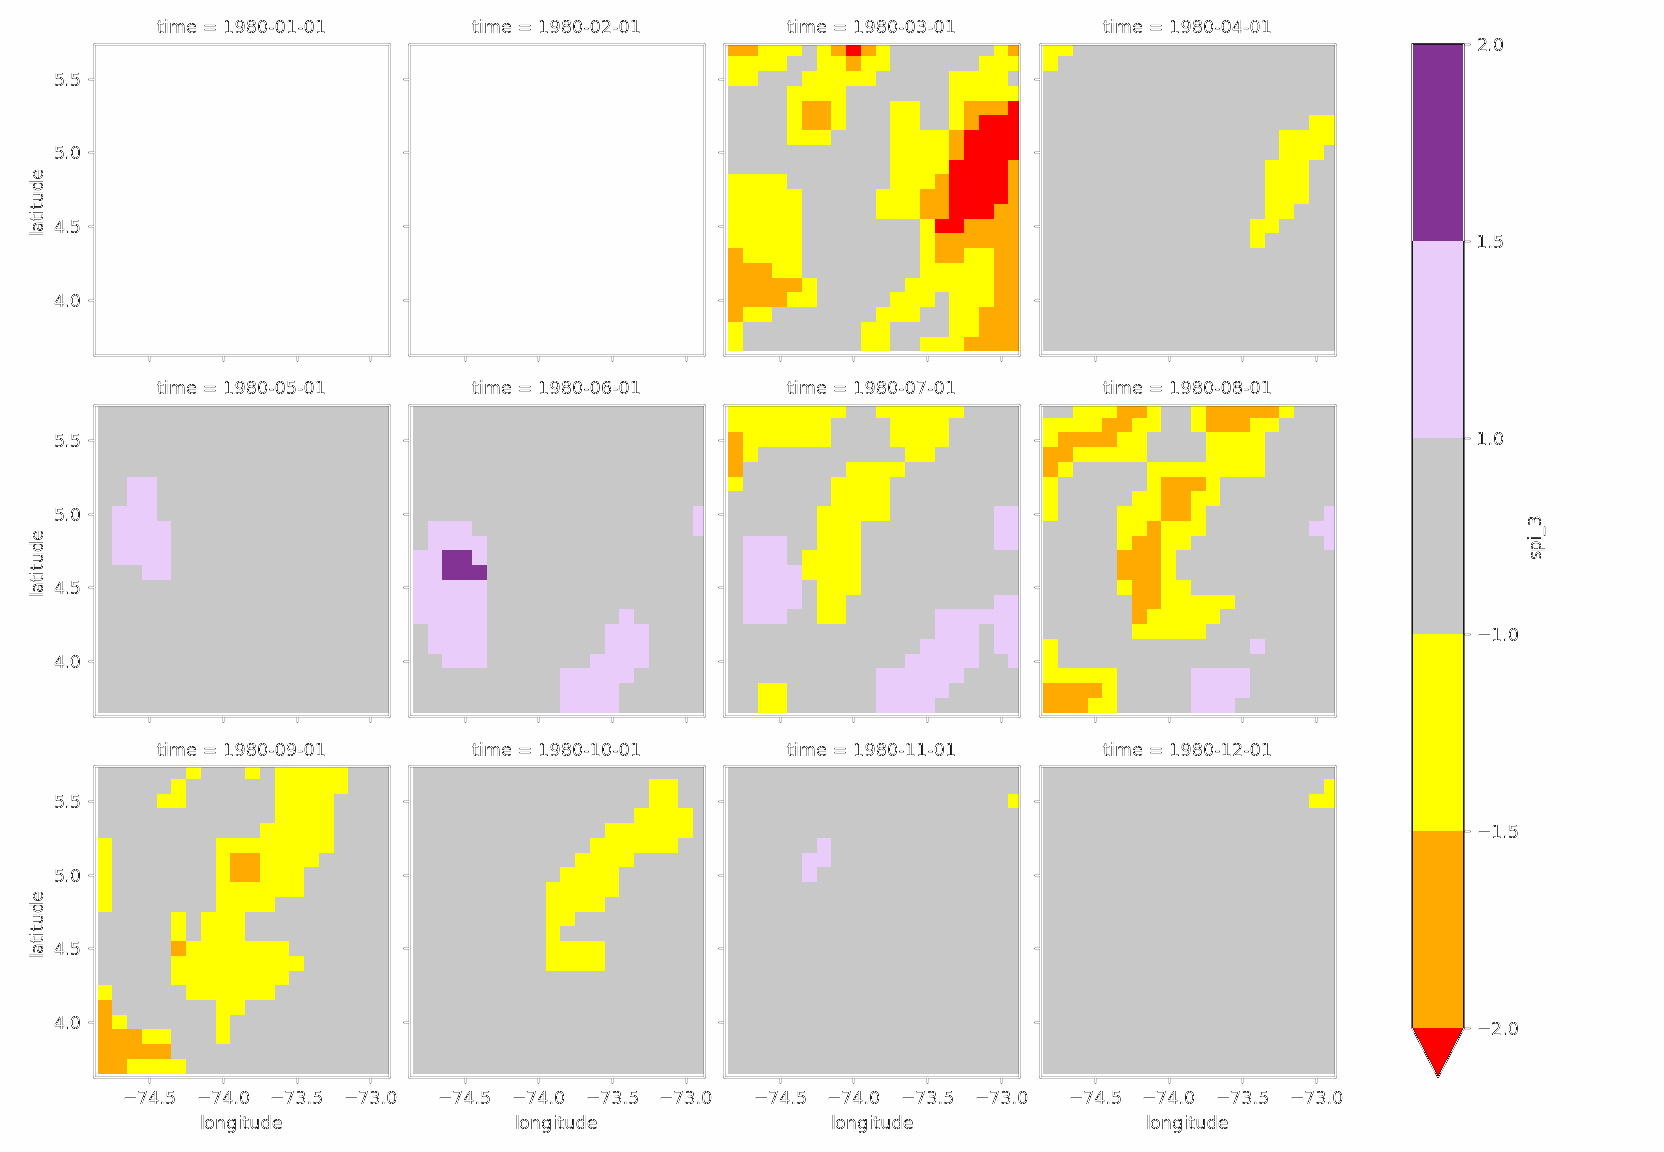 time = 1980-01-01
time = 1980-02-01
time = 1980-03-01
time = 1980-04-01
2.0
1.5
1.0
−1.0
−1.5
−2.0
spi_3
5.5
5.0
4.5
4.0
latitude
time = 1980-05-01
time = 1980-06-01
time = 1980-07-01
time = 1980-08-01
5.5
5.0
4.5
4.0
latitude
time = 1980-09-01
time = 1980-10-01
time = 1980-11-01
time = 1980-12-01
5.5
5.0
4.5
4.0
latitude
−74.5 −74.0 −73.5 −73.0
−74.5 −74.0 −73.5 −73.0
−74.5 −74.0 −73.5 −73.0
−74.5 −74.0 −73.5 −73.0
longitude
longitude
longitude
longitude